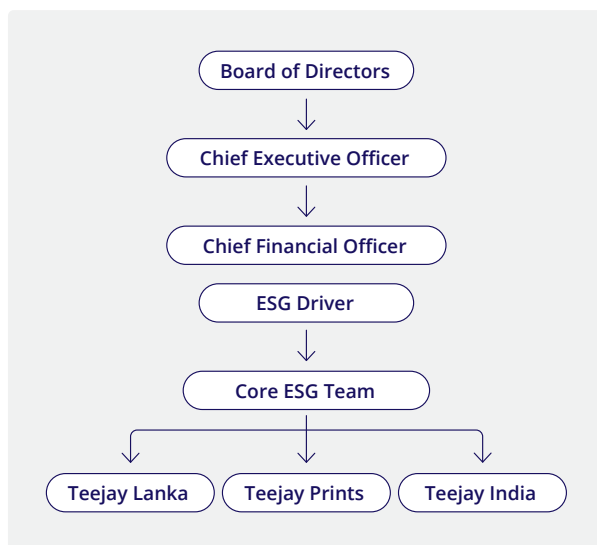 Board of Directors
Chief Executive Officer
Chief Financial Officer
ESG Driver
Core ESG Team
Teejay Lanka
Teejay Prints
Teejay India